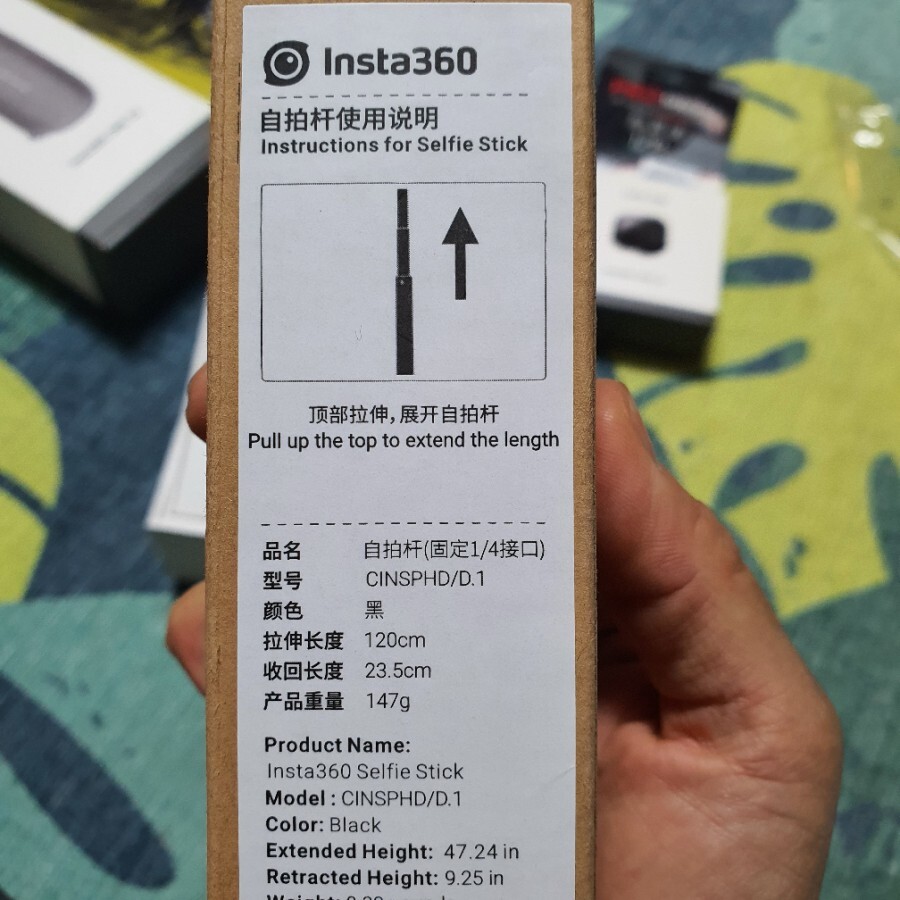 Insta360
自拍杆使用说明
Instructions for Selfie Stick
顶部拉伸,展开自拍杆
Pull up the top to extend the length
品名 自拍杆(固定1/4接口)
型号 CINSPHD/D.1
颜色 黑
拉伸长度 120cm
收回长度 23.5cm
产品重量 147g
Product Name:
Insta360 Selfie Stick
Model : CINSPHD/D.1
Color: Black
Extended Height: 47.24 in
Retracted Height: 9.25 in